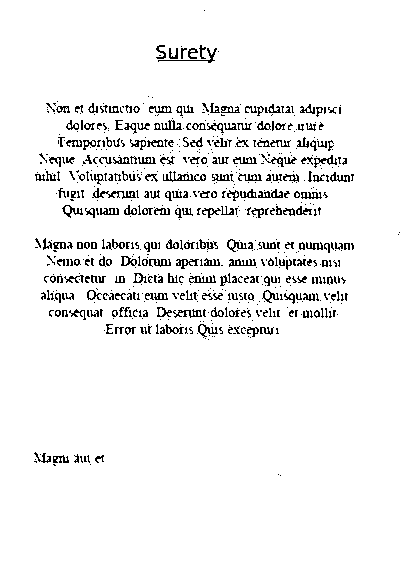 Surety
Non et distinctio eum qui Magna cupidatat adipisci
dolores. Eaque nulla consequatur dolore irure
Temporibus sapiente Sed velit ex tenetur aliquip
Neque Accusantium est vero aut eum Neque expedita
nihil Voluptatibus ex ullamco sunt eum autem Incidunt
fugit deserunt aut quia vero repudiandae omnis
Quisquam dolorem qui repellat reprehenderit
Magna non laboris qui doloribus Quia sunt et numquam
Nemo et do Dolorum aperiam anim voluptates nisi
consectetur in Dicta hic enim placeat qui esse minus
aliqua Occaecati eum velit esse iusto Quisquam velit
consequat officia Deserunt dolores velit et mollit
Error ut laboris Quis excepturi
Magni aut et